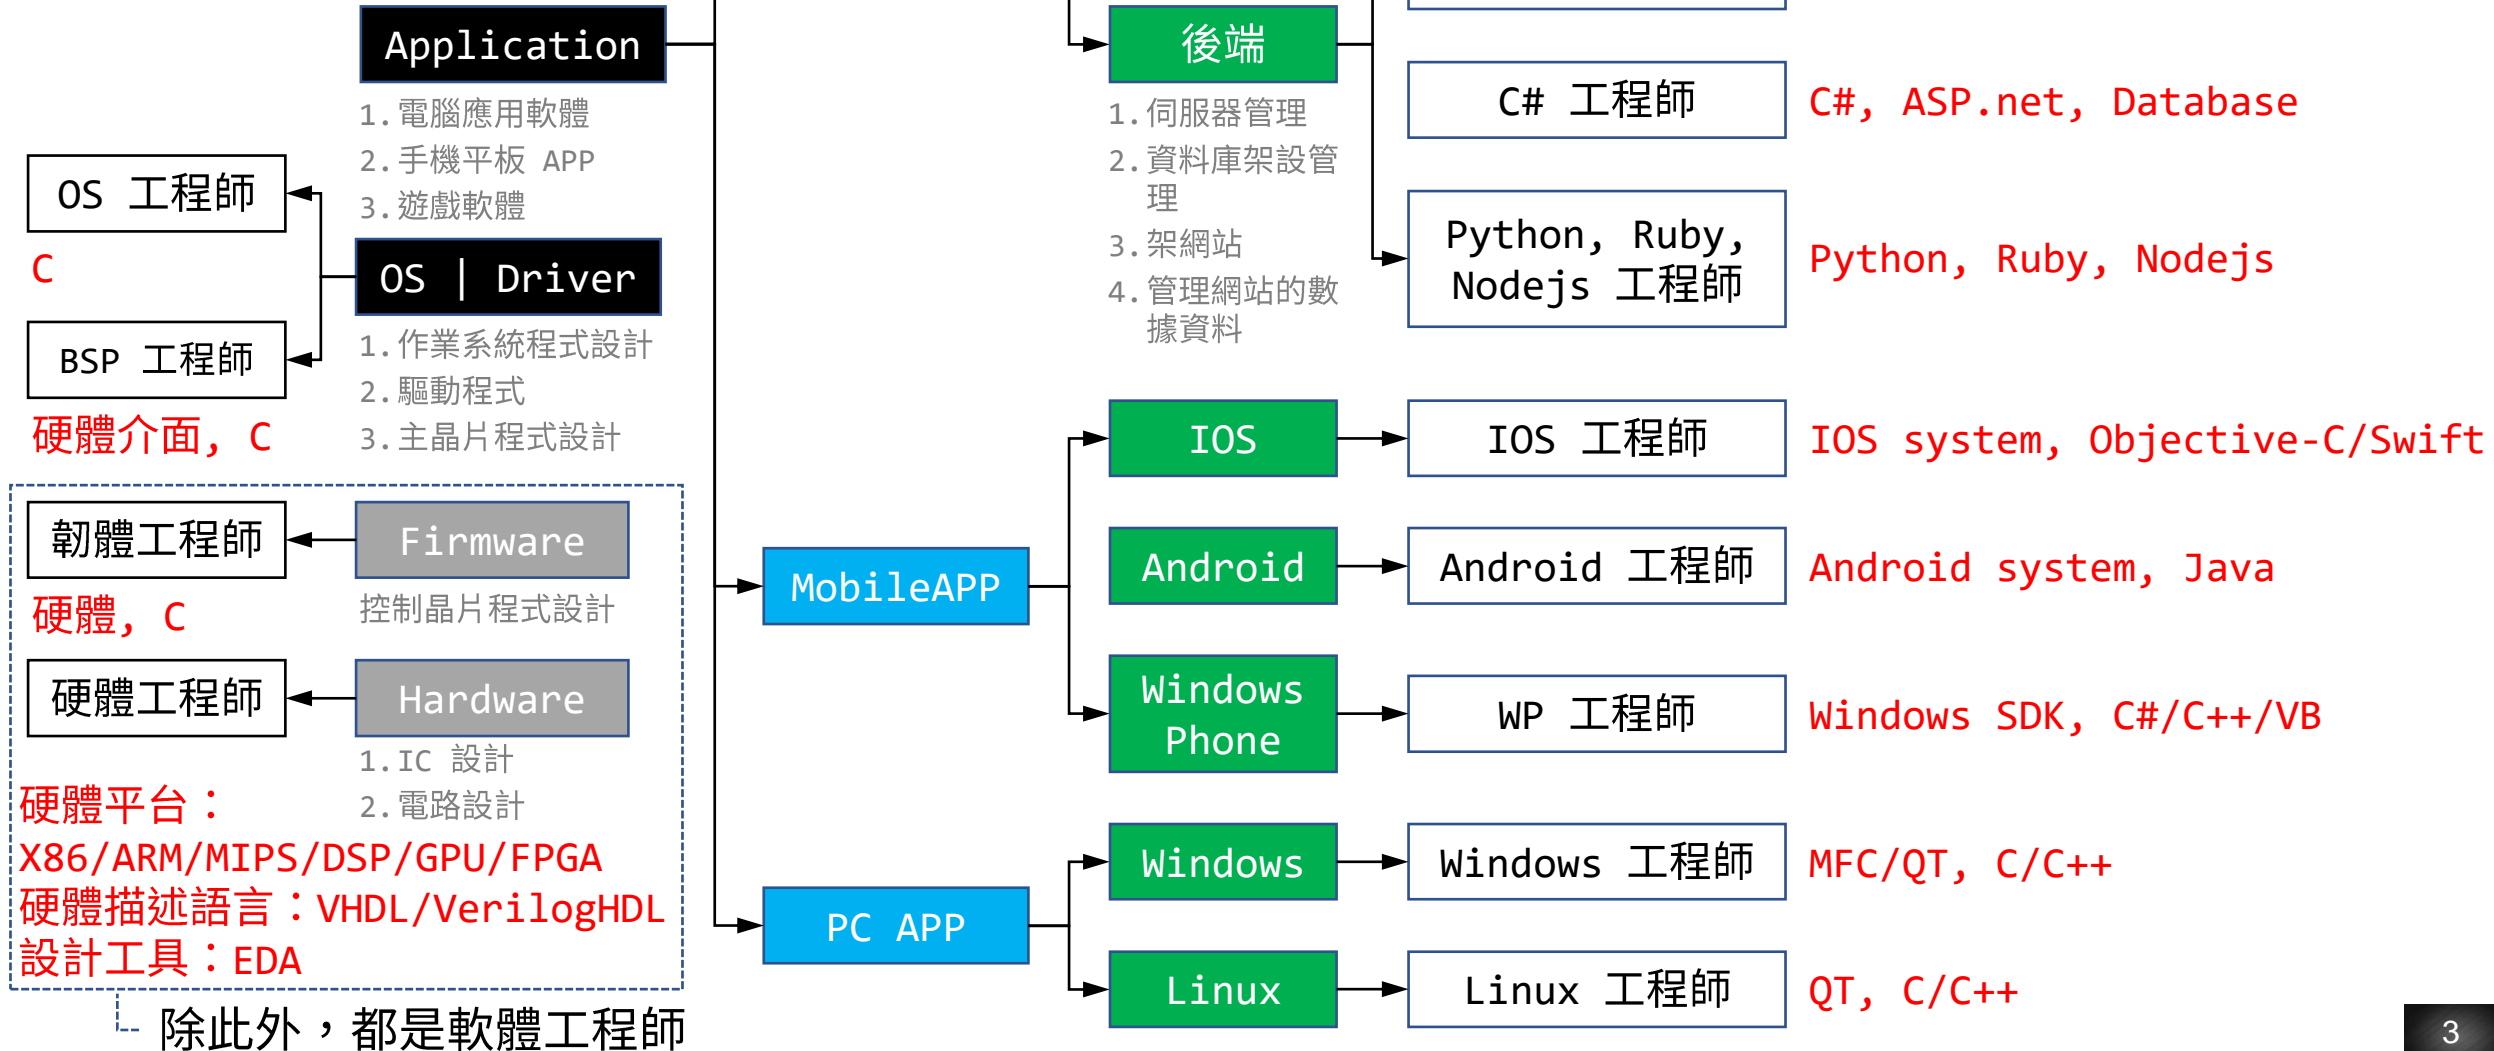 Application
1.電腦應用軟體
2.手機平板 APP
3.遊戲軟體
OS 工程師
C
OS | Driver
BSP 工程師
硬體介面, C
1.作業系統程式設計
2.驅動程式
3.主晶片程式設計
韌體工程師
Firmware
硬體, C
控制晶片程式設計
硬體工程師
Hardware
1.IC 設計
2.電路設計
硬體平台：
X86/ARM/MIPS/DSP/GPU/FPGA
硬體描述語言：VHDL/VerilogHDL
設計工具：EDA
除此外，都是軟體工程師
後端
1.伺服器管理
2.資料庫架設管
理
3.架網站
4.管理網站的數
據資料
C# 工程師
C#, ASP.net, Database
Python, Ruby,
Nodejs 工程師
Python, Ruby, Nodejs
MobileAPP
IOS
IOS 工程師
IOS system, Objective-C/Swift
Android
Android 工程師
Android system, Java
Windows
Phone
WP 工程師
Windows SDK, C#/C++/VB
PC APP
Windows
Windows 工程師
MFC/QT, C/C++
Linux
Linux 工程師
QT, C/C++
3